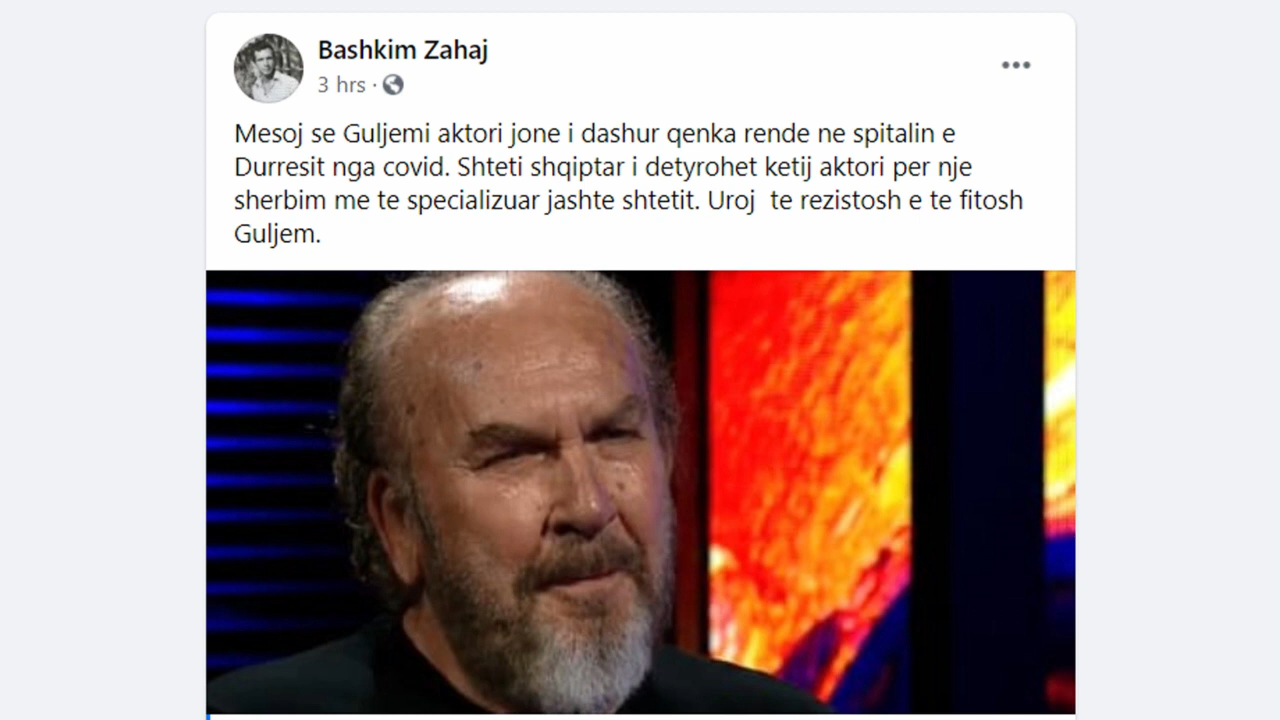 Bashkim Zahaj
3 hrs ·
Mesoj se Guljemi aktori jone i dashur qenka rende ne spitalin e
Durresit nga covid. Shteti shqiptar i detyrohet ketij aktori per nje
sherbim me te specializuar jashte shtetit. Uroj  te rezistosh e te fitosh
Guljem.